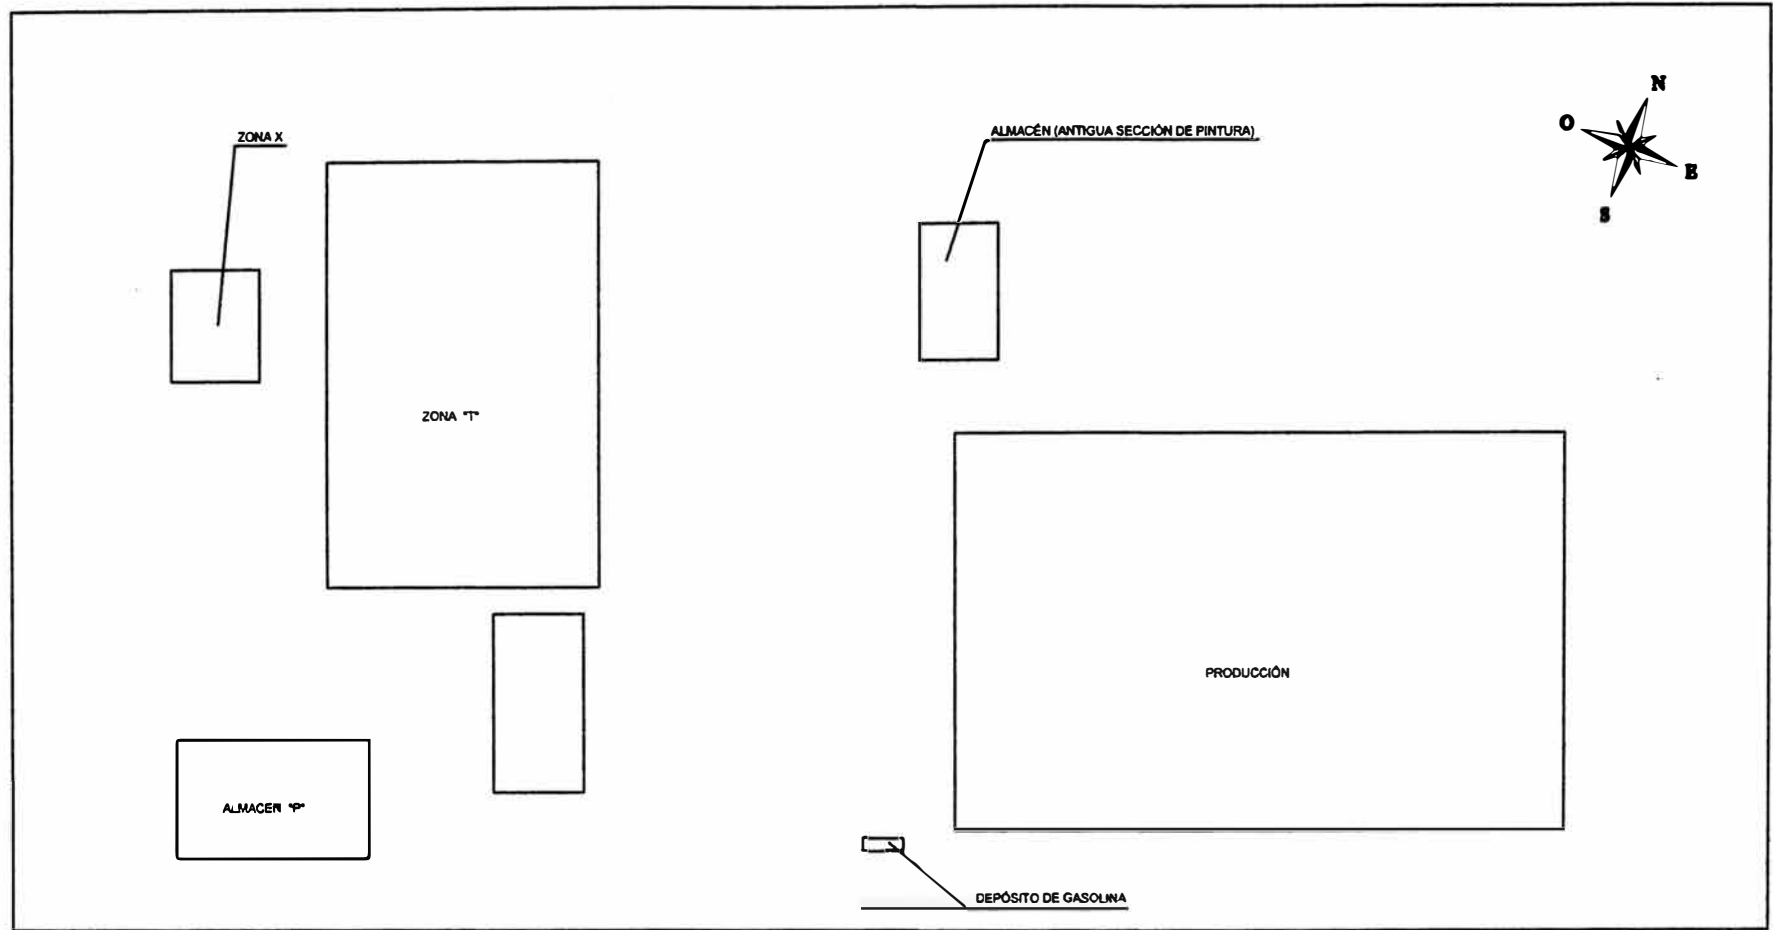 N
ALMACÉN (ANTIGUA SECCIÓN DE PINTURA)
ZONA X
O
E
S
ZONA "T"
PRODUCCIÓN
ALMACEN "P"
DEPÓSITO DE GASOLINA